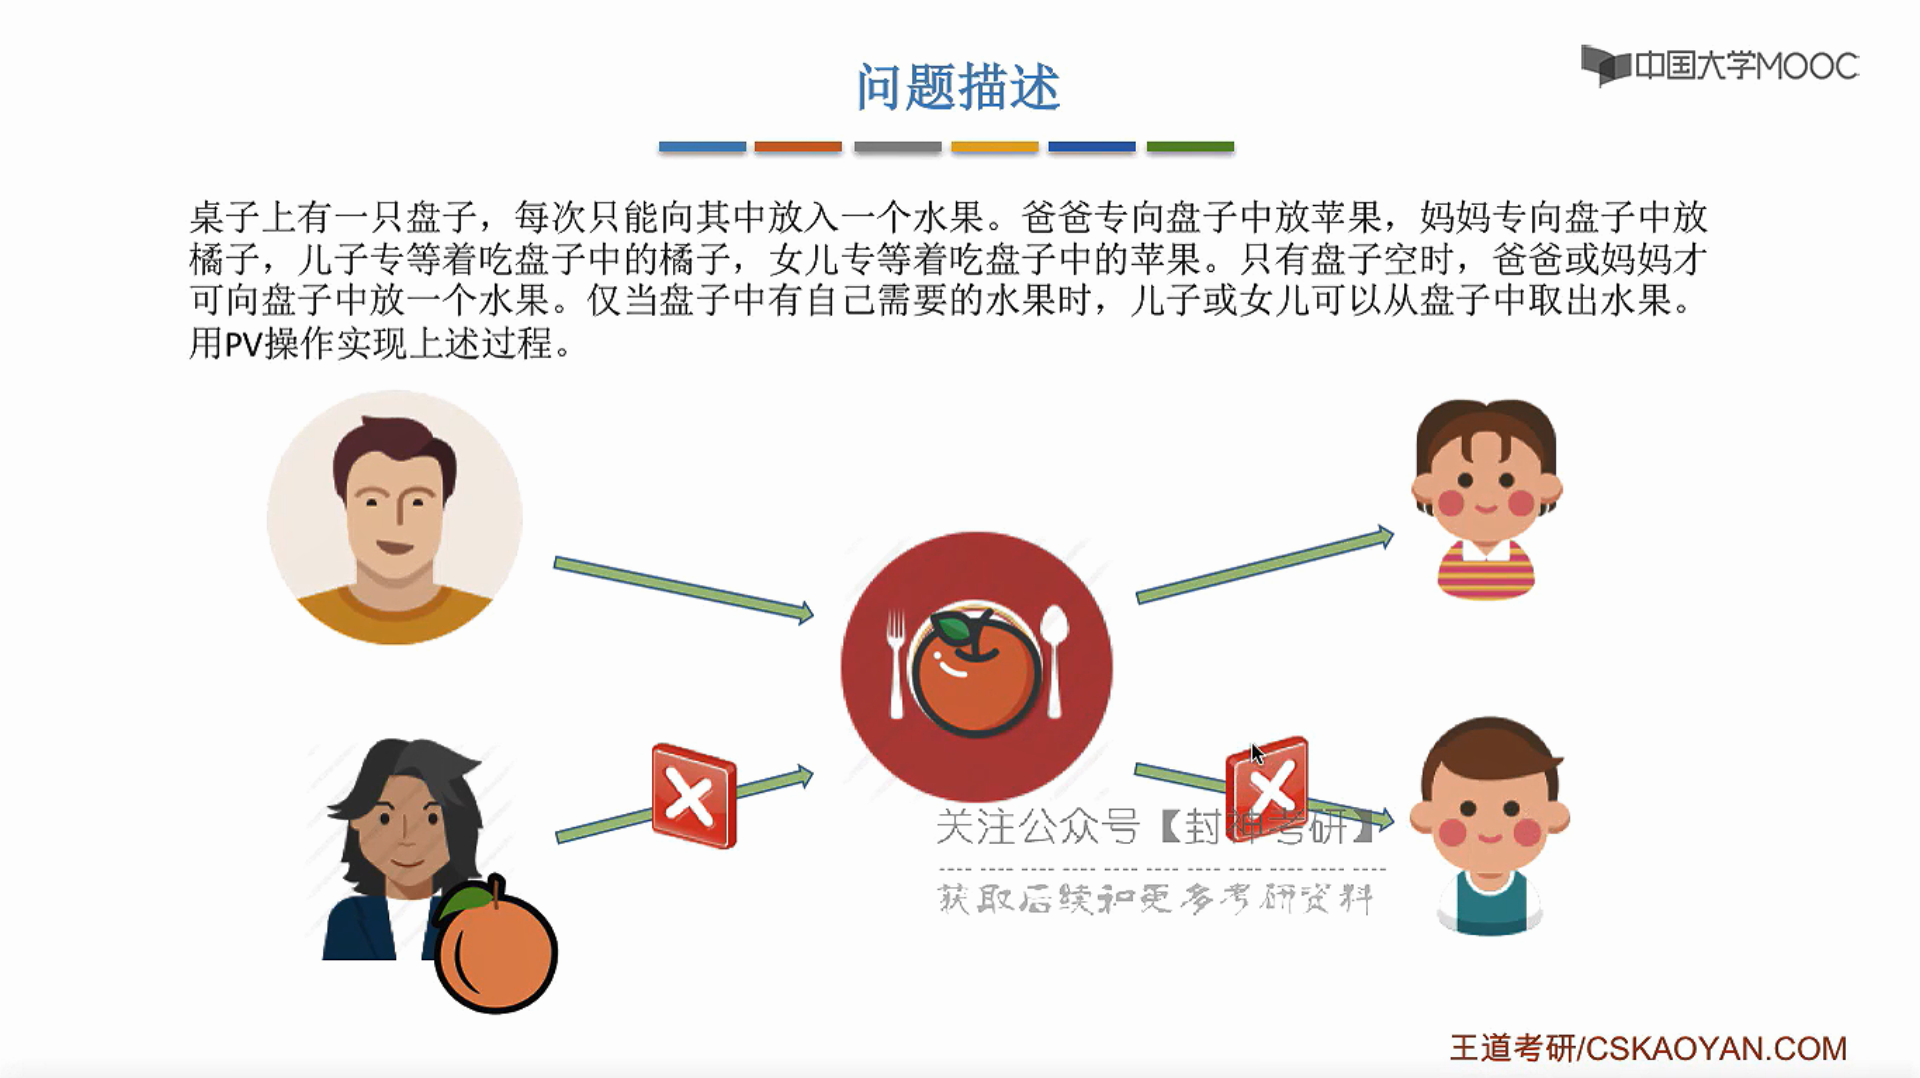 中国大学MOOC
问题描述
桌子上有一只盘子，每次只能向其中放入一个水果。爸爸专向盘子中放苹果，妈妈专向盘子中放
橘子，儿子专等着吃盘子中的橘子，女儿专等着吃盘子中的苹果。只有盘子空时，爸爸或妈妈才
可向盘子中放一个水果。仅当盘子中有自己需要的水果时，儿子或女儿可以从盘子中取出水果。
用PV操作实现上述过程。
关注公众号【封神考研】
获取后续和更多考研资料
王道考研/CSKAOYAN.COM